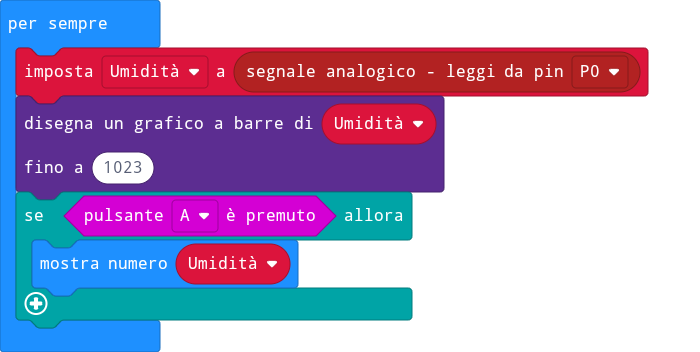 per sempre
imposta Umidità a segnale analogico - leggi da pin P0
disegna un grafico a barre di Umidità
fino a 1023
se pulsante A è premuto allora
mostra numero Umidità